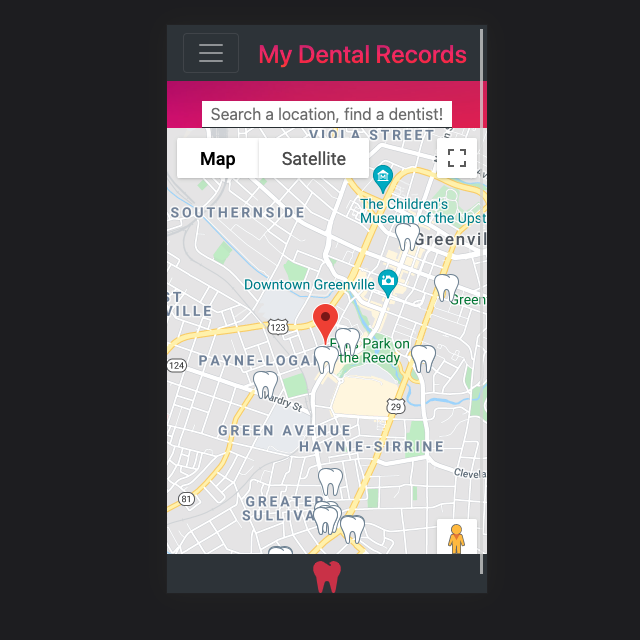 My Dental Records
Search a location, find a dentist!
VIOLA STREET
Map
Satellite
The Children's
Museum of the Upst
SOUTHERNSIDE
Greenvil
Downtown Greenville
Green
ST
VILLE
123
Park on
the Reedy
124
PAYNE-LOGAN
ardry St
29
GREEN AVENUE
HAYNIE-SIRRINE
Clevela
81
GREATER
SULLIVA